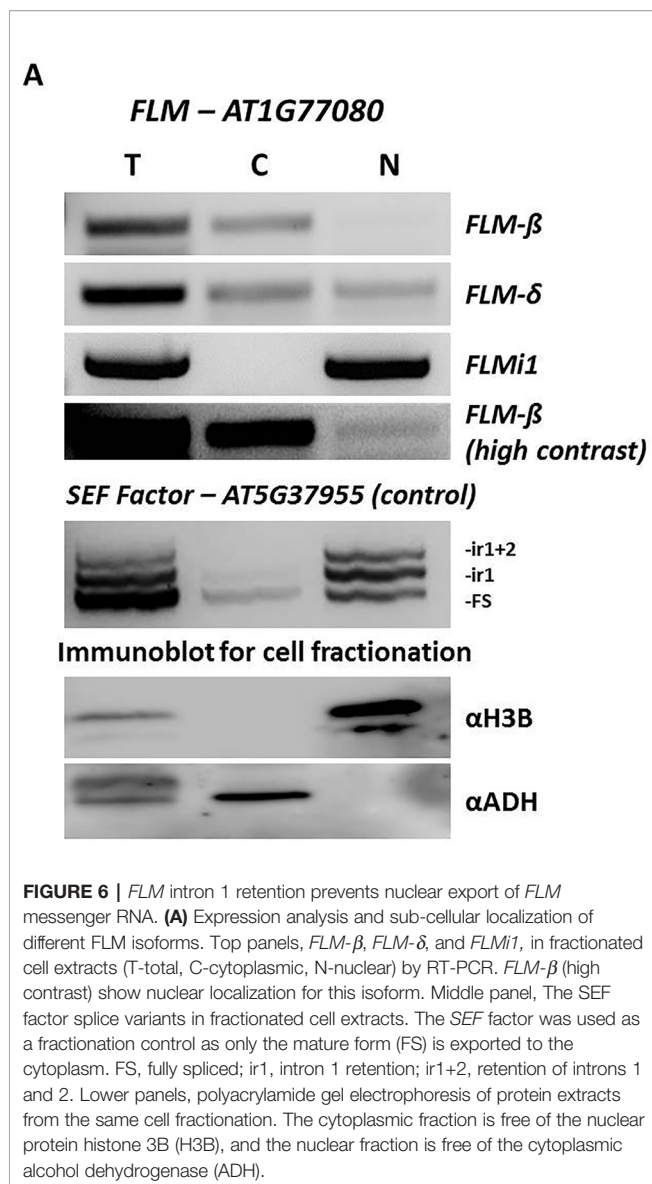 A
FLM – AT1G77080
T C N
FLM-ß
FLM-δ
FLMi1
FLM-ß
(high contrast)
SEF Factor – AT5G37955 (control)
-ir1+2
-ir1
-FS
Immunoblot for cell fractionation
αH3B
αADH
FIGURE 6 | FLM intron 1 retention prevents nuclear export of FLM
messenger RNA. (A) Expression analysis and sub-cellular localization of
different FLM isoforms. Top panels, FLM-β, FLM-δ, and FLMi1, in fractionated
cell extracts (T-total, C-cytoplasmic, N-nuclear) by RT-PCR. FLM-β (high
contrast) show nuclear localization for this isoform. Middle panel, The SEF
factor splice variants in fractionated cell extracts. The SEF factor was used as
a fractionation control as only the mature form (FS) is exported to the
cytoplasm. FS, fully spliced; ir1, intron 1 retention; ir1+2, retention of introns 1
and 2. Lower panels, polyacrylamide gel electrophoresis of protein extracts
from the same cell fractionation. The cytoplasmic fraction is free of the nuclear
protein histone 3B (H3B), and the nuclear fraction is free of the cytoplasmic
alcohol dehydrogenase (ADH).